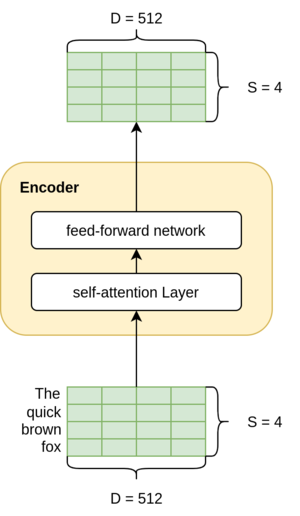 D = 512
S = 4
Encoder
feed-forward network
self-attention Layer
The
quick
brown
fox
S = 4
D = 512